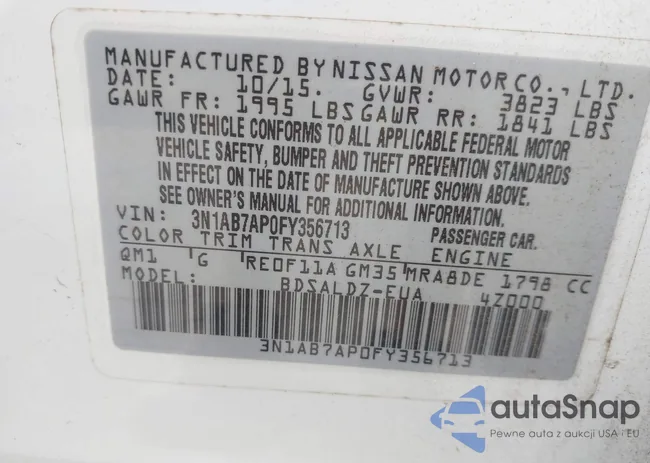 MANUFACTURED BY NISSAN MOTOR CO., LTD.
DATE: 10/15. GVWR: 3823 LBS
GAWR FR: 1995 LBS GAWR RR: 1841 LBS
THIS VEHICLE CONFORMS TO ALL APPLICABLE FEDERAL MOTOR
VEHICLE SAFETY, BUMPER AND THEFT PREVENTION STANDARDS
IN EFFECT ON THE DATE OF MANUFACTURE SHOWN ABOVE.
SEE OWNER'S MANUAL FOR ADDITIONAL INFORMATION.
VIN: 3N1AB7AP0FY356713 PASSENGER CAR.
COLOR TRIM TRANS AXLE ENGINE
QM1 G RE0F11A GM35 MRA8DE 1798 CC
MODEL: BDSALDZ-EUA 4Z000
3N1AB7AP0FY356713
autaSnap
Pewne auta z aukcji USA i EU